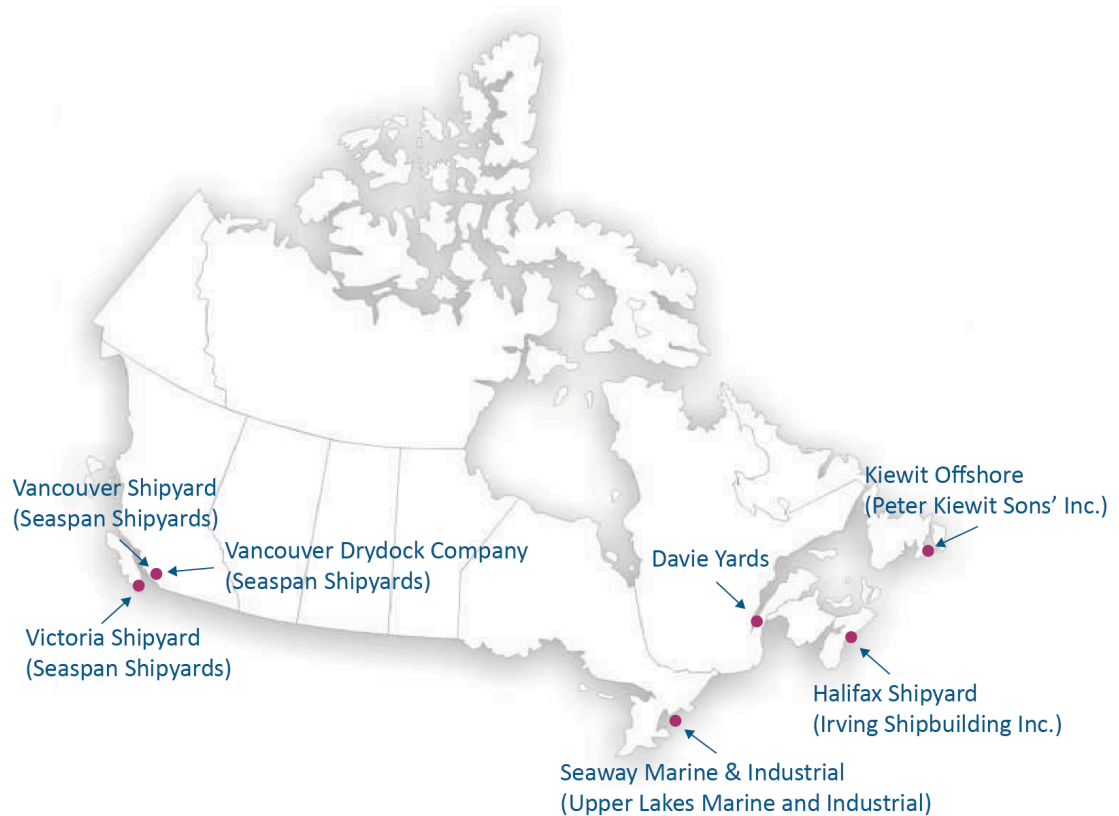 Kiewit Offshore
(Peter Kiewit Sons' Inc.)
Vancouver Shipyard
(Seaspan Shipyards)
Vancouver Drydock Company
(Seaspan Shipyards)
Davie Yards
Victoria Shipyard
(Seaspan Shipyards)
Halifax Shipyard
(Irving Shipbuilding Inc.)
Seaway Marine & Industrial
(Upper Lakes Marine and Industrial)